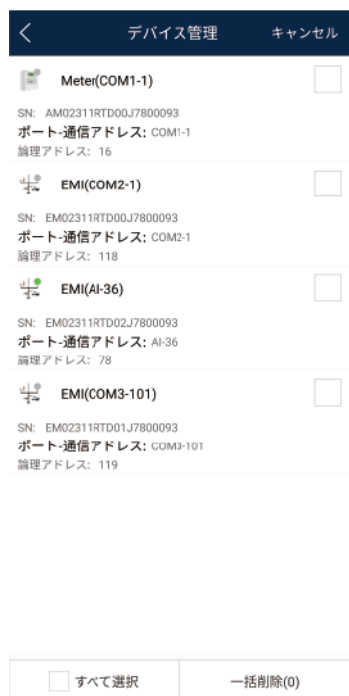 デバイス管理
キャンセル
Meter(COM1-1)
SN: AM02311RTD00J7800093
ポート-通信アドレス: COM1-1
論理アドレス: 16
EMI(COM2-1)
SN: EM02311RTD00J7800093
ポート-通信アドレス: COM2-1
論理アドレス: 118
EMI(AI-36)
SN: EM02311RTD02J7800093
ポート-通信アドレス: AI-36
論理アドレス: 78
EMI(COM3-101)
SN: EM02311RTD01J7800093
ポート-通信アドレス: COM3-101
論理アドレス: 119
すべて選択
一括削除(0)